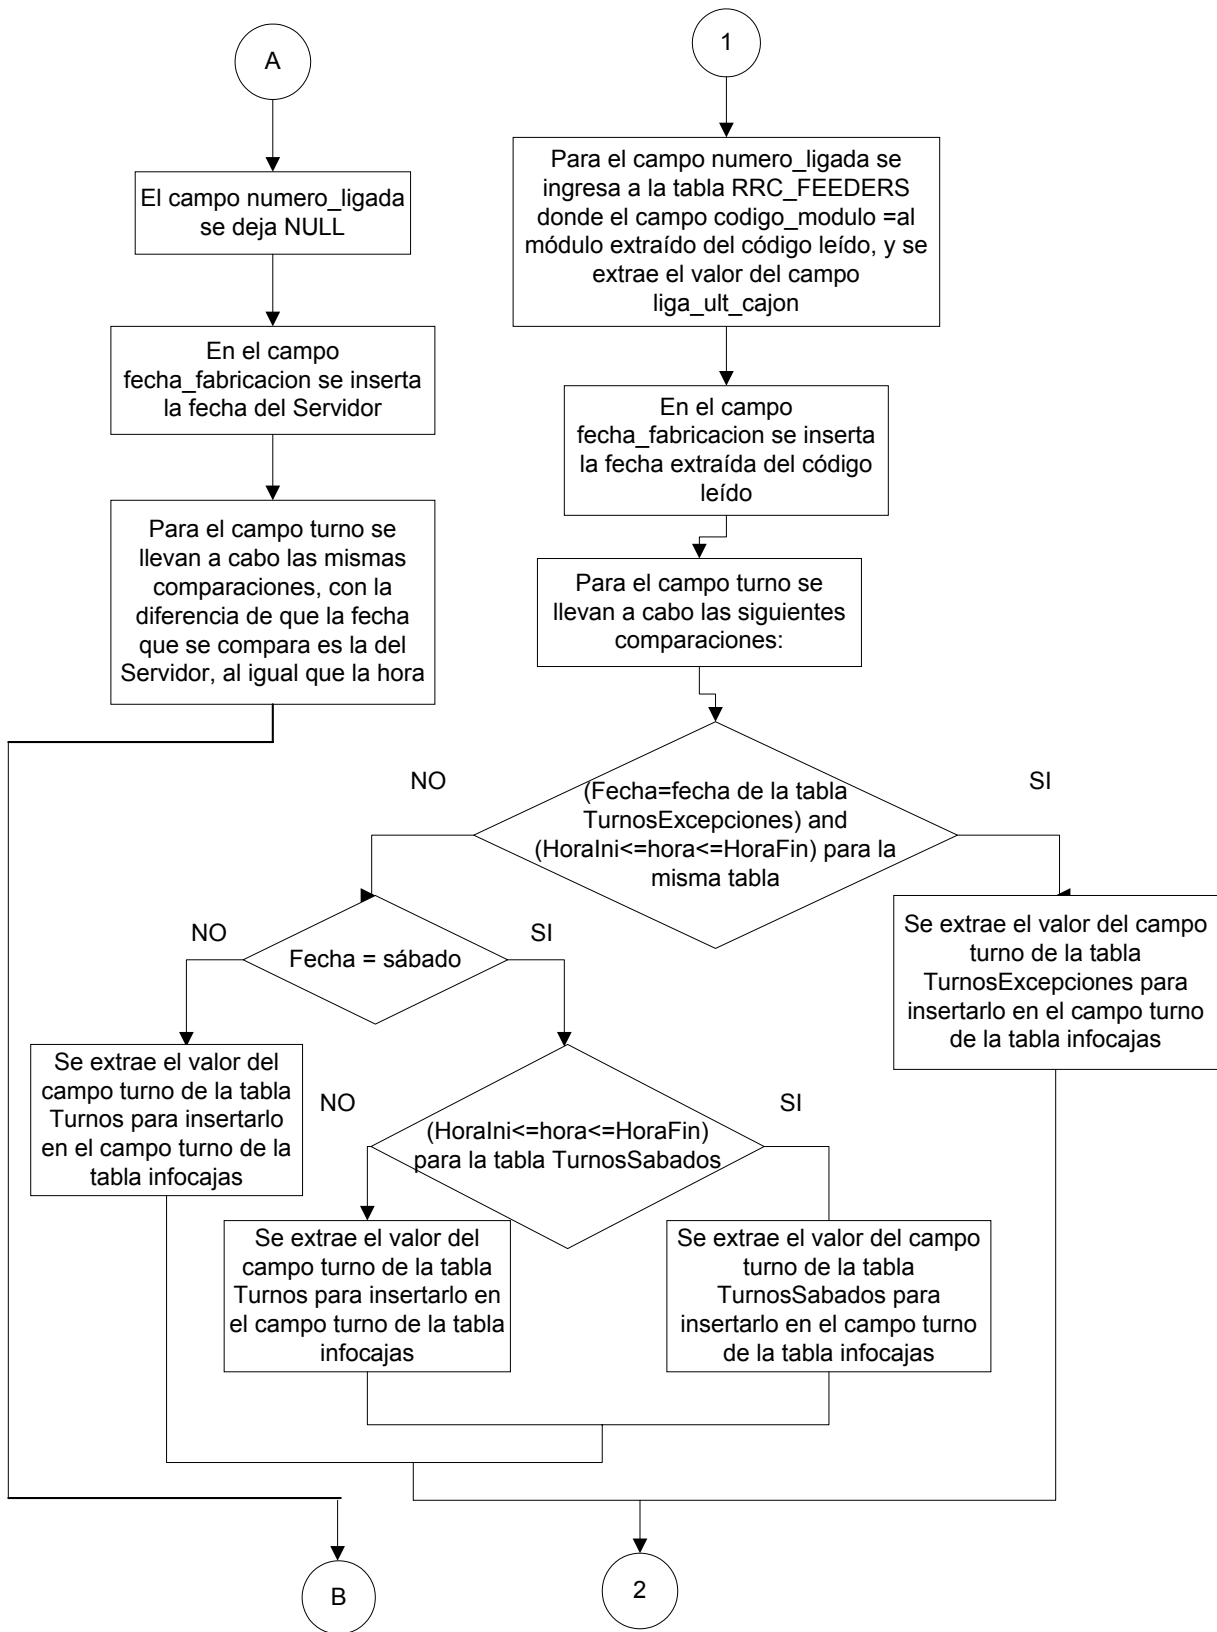 A
El campo numero_ligada
se deja NULL
En el campo
fecha_fabricacion se inserta
la fecha del Servidor
Para el campo turno se
llevan a cabo las mismas
comparaciones, con la
diferencia de que la fecha
que se compara es la del
Servidor, al igual que la hora
1
Para el campo numero_ligada se
ingresa a la tabla RRC_FEEDERS
donde el campo codigo_modulo =al
módulo extraído del código leído, y se
extrae el valor del campo
liga_ult_cajon
En el campo
fecha_fabricacion se inserta
la fecha extraída del código
leído
Para el campo turno se
llevan a cabo las siguientes
comparaciones:
NO
SI
(Fecha=fecha de la tabla
TurnosExcepciones) and
(HoraIni<=hora<=HoraFin) para la
misma tabla
Se extrae el valor del campo
turno de la tabla
TurnosExcepciones para
insertarlo en el campo turno
de la tabla infocajas
NO
SI
Fecha = sábado
Se extrae el valor del
campo turno de la tabla
Turnos para insertarlo
en el campo turno de la
tabla infocajas
NO
SI
(HoraIni<=hora<=HoraFin)
para la tabla TurnosSabados
Se extrae el valor del
campo turno de la tabla
Turnos para insertarlo en
el campo turno de la tabla
infocajas
Se extrae el valor del campo
turno de la tabla
TurnosSabados para
insertarlo en el campo turno
de la tabla infocajas
B
2